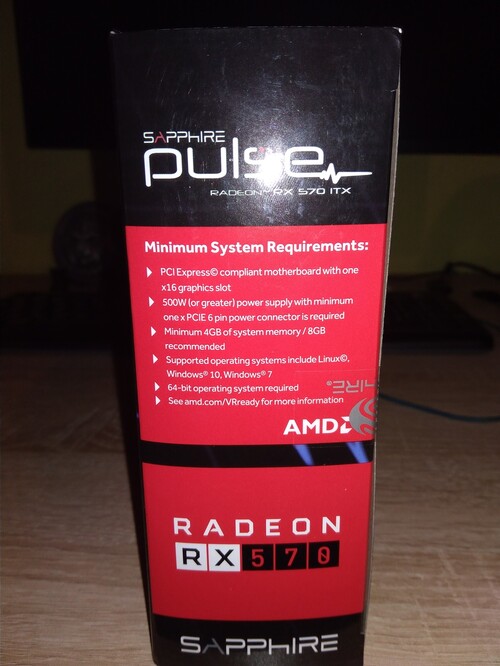 SAPPHIRE
pulse
RADEON™ RX 570 ITX
Minimum System Requirements:
PCI Express© compliant motherboard with one
x16 graphics slot
500W (or greater) power supply with minimum
one x PCIE 6 pin power connector is required
Minimum 4GB of system memory / 8GB
recommended
Supported operating systems include Linux©,
Windows® 10, Windows® 7
64-bit operating system required
See amd.com/VRready for more information
AMD
RADEON
RX 570
SAPPHIRE